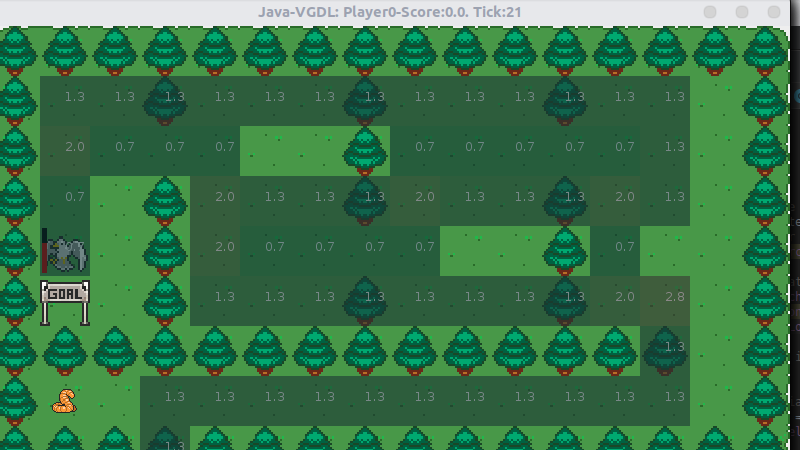 Java-VGDL: Player0-Score:0.0. Tick:21
1.3 1.3 1.3 1.3 1.3 1.3 1.3 1.3 1.3 1.3 1.3 1.3 1.3
2.0 0.7 0.7 0.7 0.7 0.7 0.7 0.7 0.7 1.3
0.7 2.0 1.3 1.3 1.3 2.0 1.3 1.3 1.3 2.0 1.3
2.0 0.7 0.7 0.7 0.7 0.7
GOAL 1.3 1.3 1.3 1.3 1.3 1.3 1.3 1.3 2.0 2.8
1.3
1.3 1.3 1.3 1.3 1.3 1.3 1.3 1.3 1.3 1.3 1.3
1.3